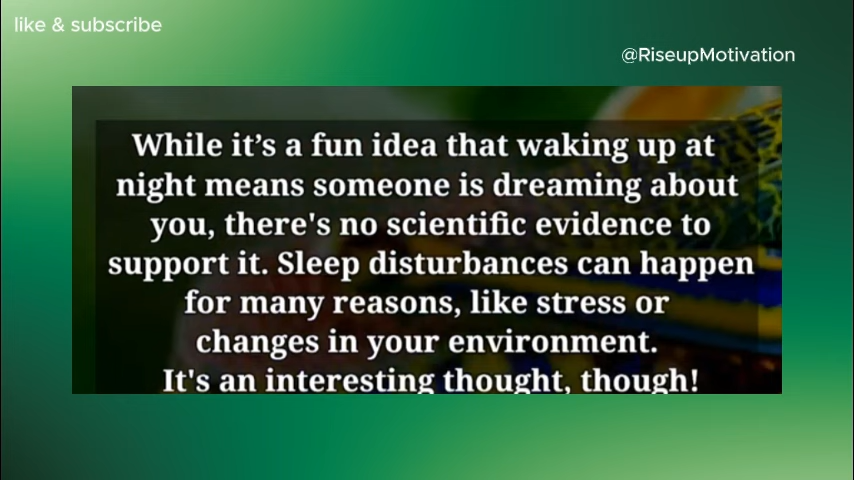 like & subscribe
@RiseupMotivation
While it’s a fun idea that waking up at
night means someone is dreaming about
you, there's no scientific evidence to
support it. Sleep disturbances can happen
for many reasons, like stress or
changes in your environment.
It's an interesting thought, though!